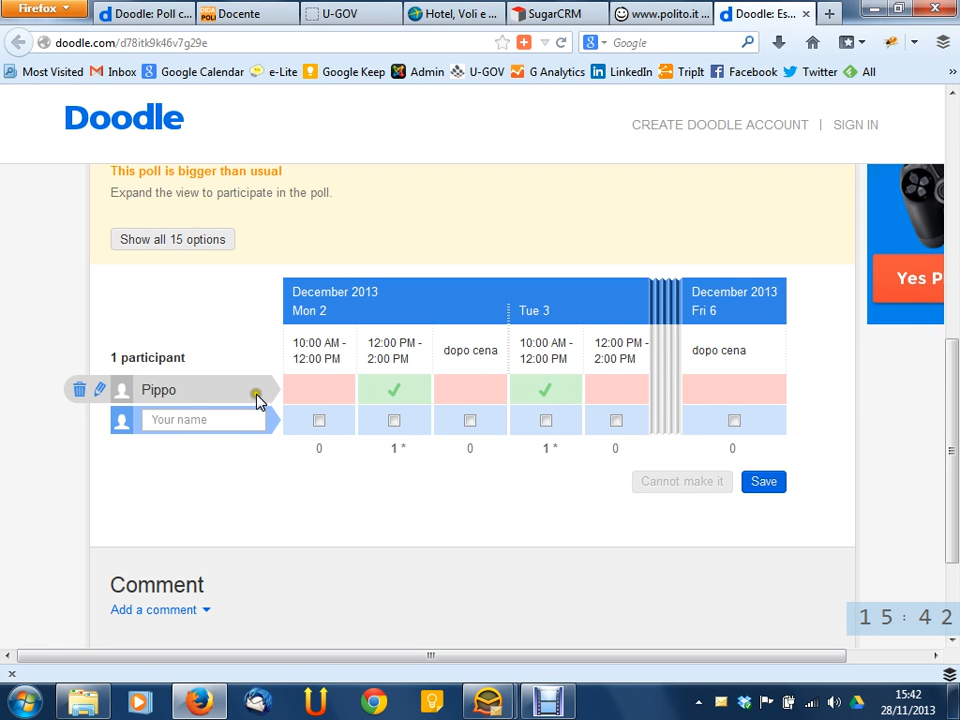 Firefox
Doodle: Poll c...
DIDA POLI
Docente
U-GOV
Hotel, Voli e ...
SugarCRM
www.polito.it ...
Doodle: Es...
doodle.com/d78itk9k46v7g29e
Google
Most Visited
Inbox
Google Calendar
e-Lite
Google Keep
Admin
U-GOV
G Analytics
LinkedIn
TripIt
Facebook
Twitter
All
Doodle
CREATE DOODLE ACCOUNT | SIGN IN
This poll is bigger than usual
Expand the view to participate in the poll.
Show all 15 options
Yes P
December 2013
December 2013
Mon 2
Tue 3
Fri 6
10:00 AM - 12:00 PM
12:00 PM - 2:00 PM
dopo cena
10:00 AM - 12:00 PM
12:00 PM - 2:00 PM
dopo cena
1 participant
Pippo
Your name
0
1 *
0
1 *
0
0
Cannot make it
Save
Comment
Add a comment
15:42
15:42
28/11/2013